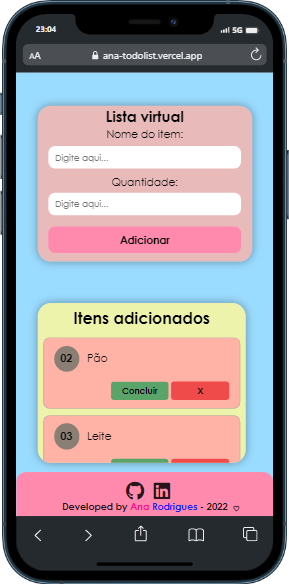 23:04
5G
AA ana-todolist.vercel.app
Lista virtual
Nome do item:
Digite aqui...
Quantidade:
Digite aqui...
Adicionar
Itens adicionados
02 Pão
Concluir X
03 Leite
Developed by Ana Rodrigues - 2022